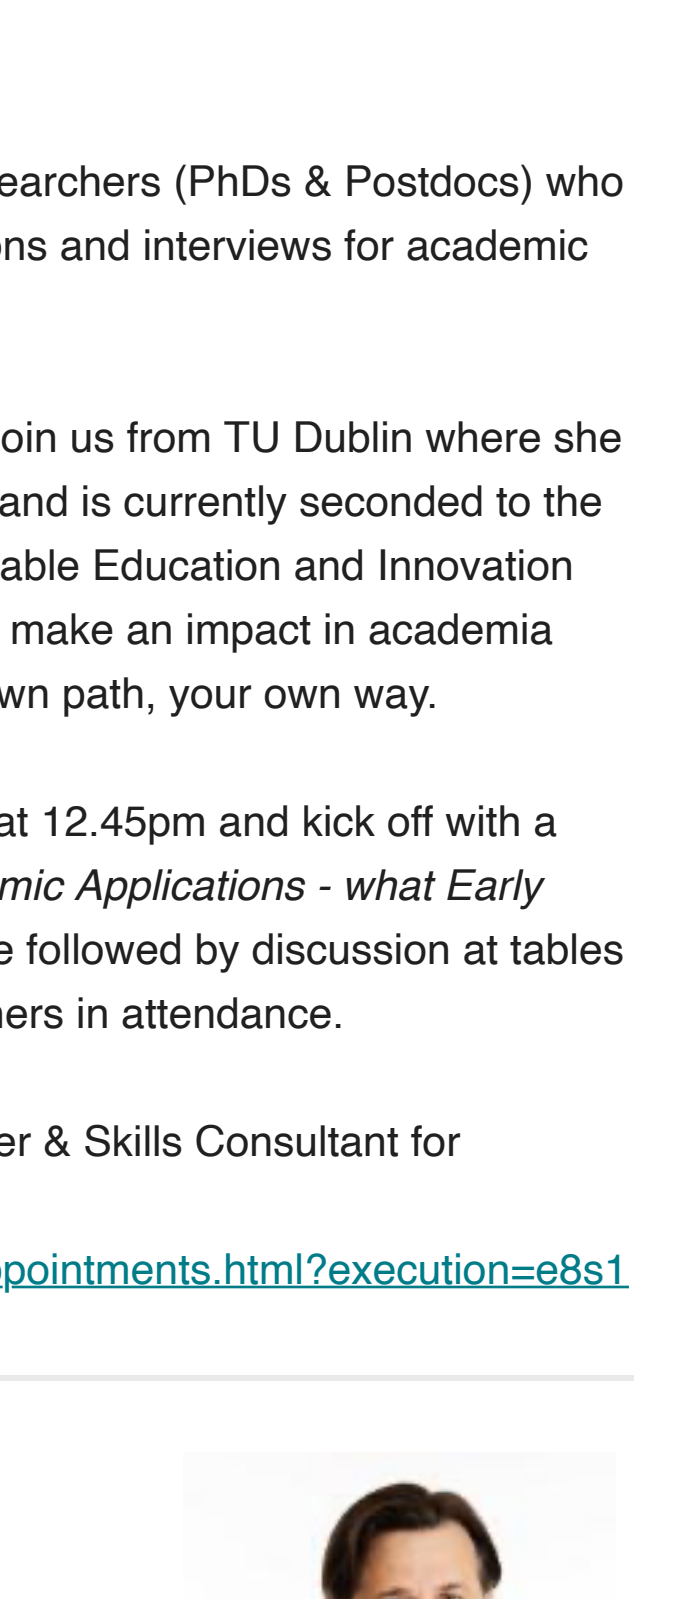 earchers (PhDs & Postdocs) who
ons and interviews for academic
oin us from TU Dublin where she
and is currently seconded to the
able Education and Innovation
make an impact in academia
wn path, your own way.
at 12.45pm and kick off with a
mic Applications - what Early
e followed by discussion at tables
ners in attendance.
er & Skills Consultant for
ppointments.html?execution=e8s1